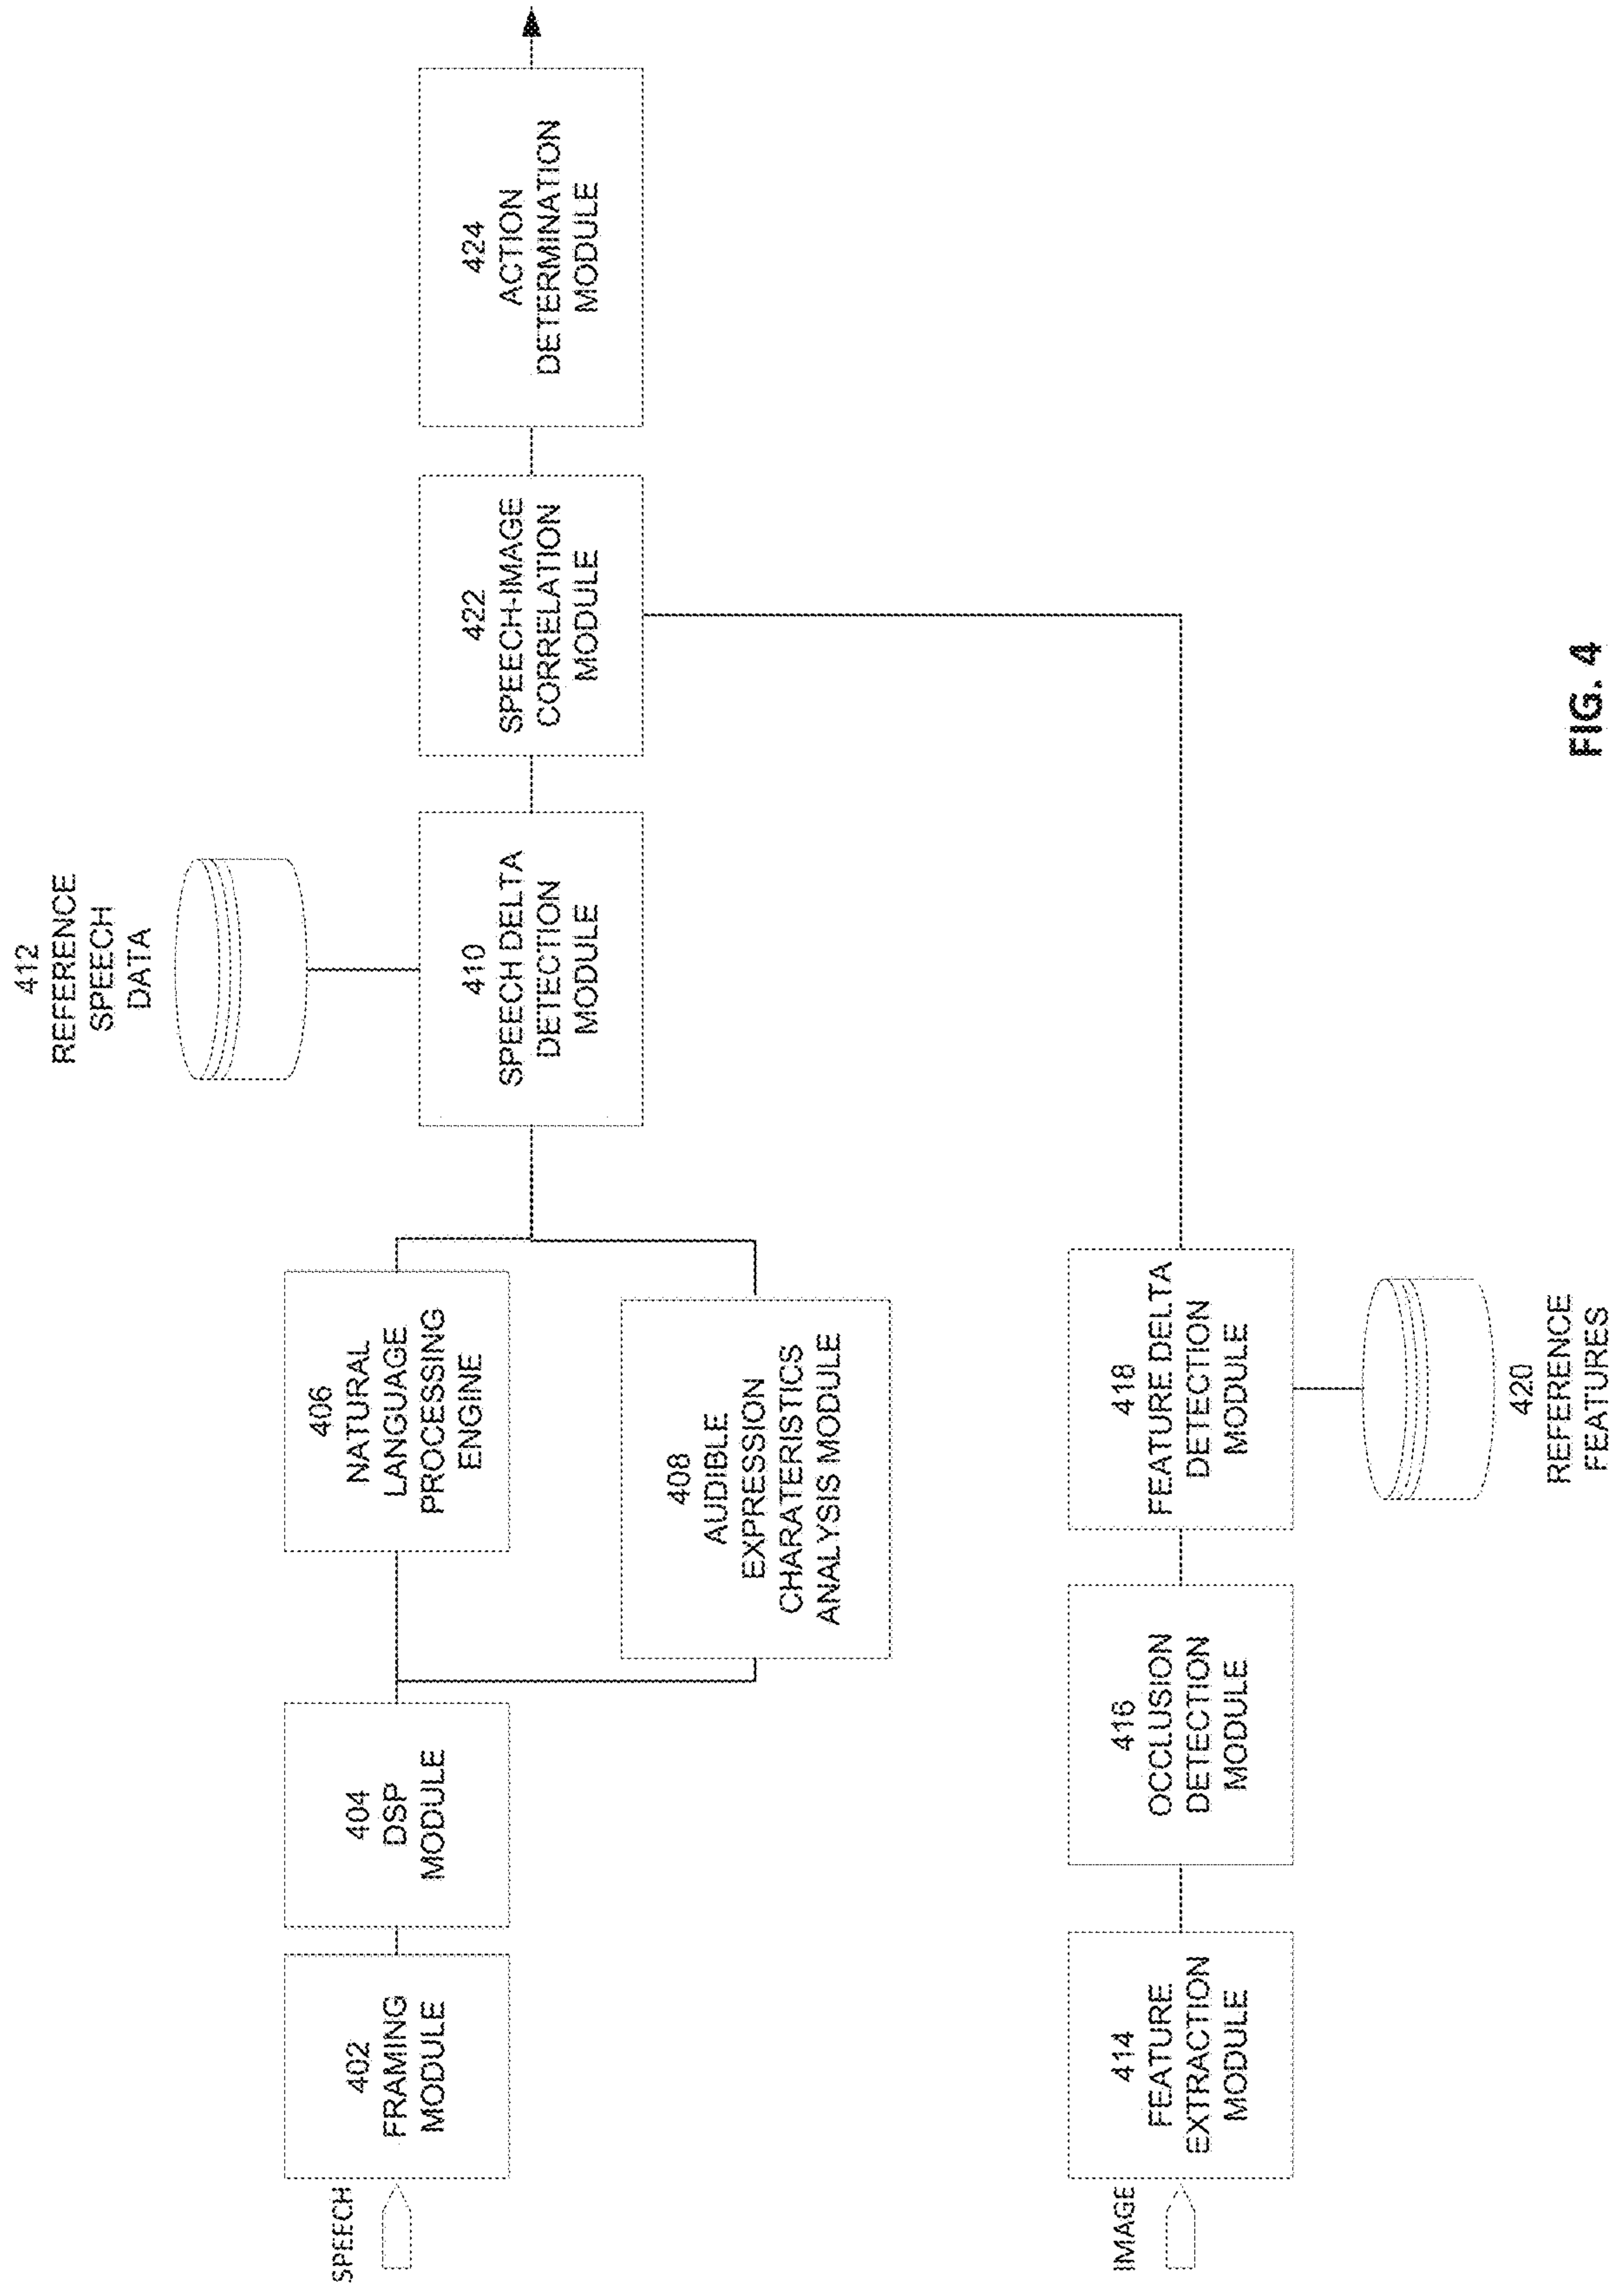 SPEECH
402
FRAMING
MODULE
404
DSP
MODULE
406
NATURAL
LANGUAGE
PROCESSING
ENGINE
408
AUDIBLE
EXPRESSION
CHARATERISTICS
ANALYSIS MODULE
412
REFERENCE
SPEECH
DATA
410
SPEECH DELTA
DETECTION
MODULE
422
SPEECH-IMAGE
CORRELATION
MODULE
424
ACTION
DETERMINATION
MODULE
IMAGE
414
FEATURE
EXTRACTION
MODULE
416
OCCLUSION
DETECTION
MODULE
418
FEATURE DELTA
DETECTION
MODULE
420
REFERENCE
FEATURES
FIG. 4